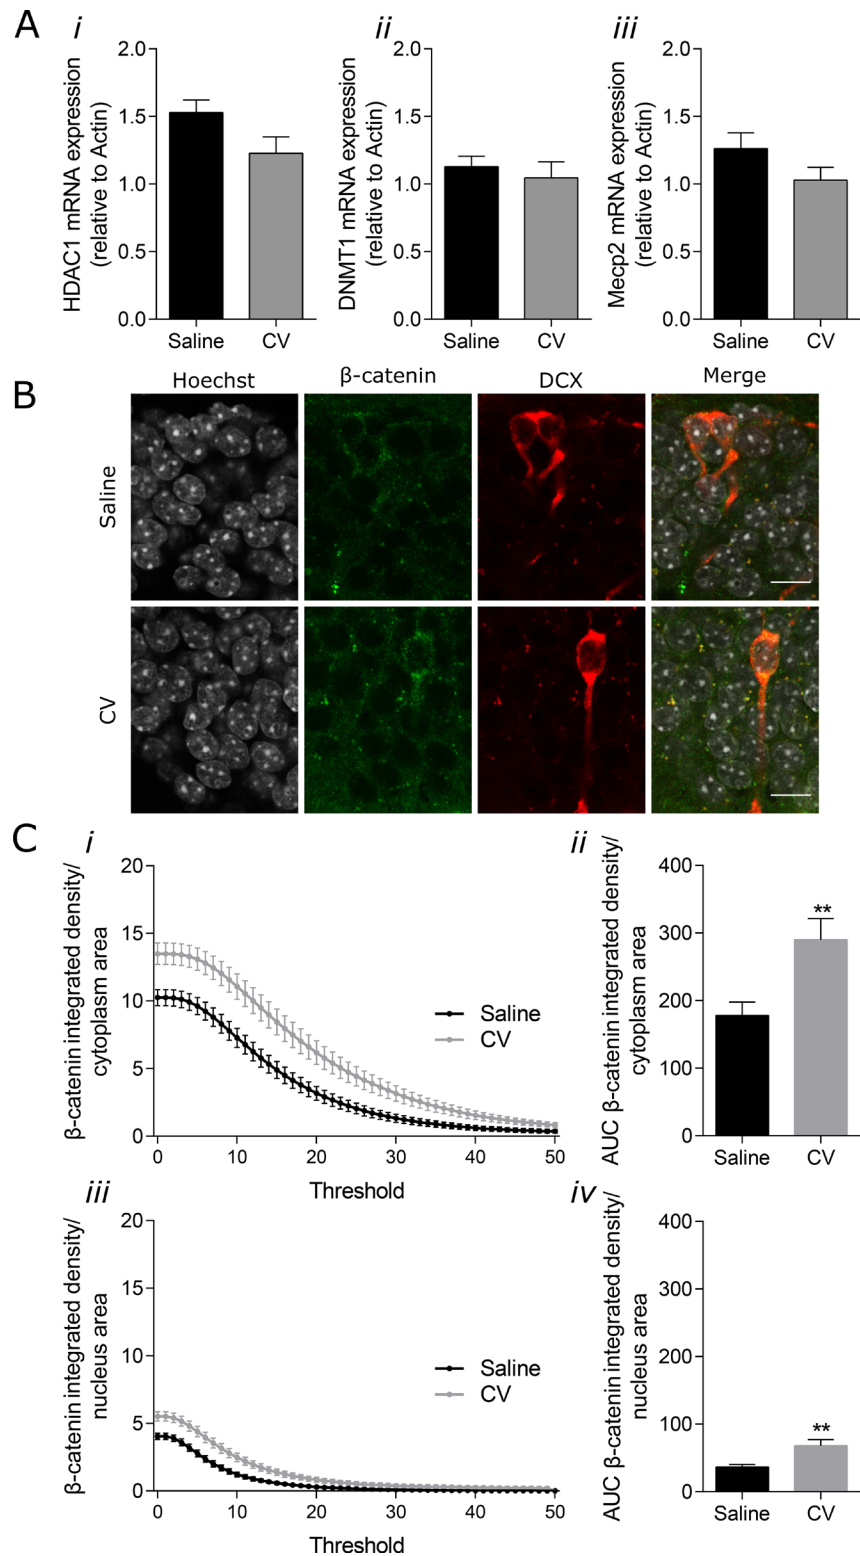 A
i
ii
iii
HDAC1 mRNA expression
(relative to Actin)
2.0
1.5
1.0
0.5
0.0
Saline
CV
DNMT1 mRNA expression
(relative to Actin)
2.0
1.5
1.0
0.5
0.0
Saline
CV
Mecp2 mRNA expression
(relative to Actin)
2.0
1.5
1.0
0.5
0.0
Saline
CV
B
Hoechst
β-catenin
DCX
Merge
Saline
CV
C
i
β-catenin integrated density/
cytoplasm area
20
15
10
5
0
0
10
20
30
40
50
Threshold
Saline
CV
ii
AUC β-catenin integrated density/
cytoplasm area
400
300
200
100
0
**
Saline
CV
iii
β-catenin integrated density/
nucleus area
20
15
10
5
0
0
10
20
30
40
50
Threshold
Saline
CV
iv
AUC β-catenin integrated density/
nucleus area
400
300
200
100
0
**
Saline
CV